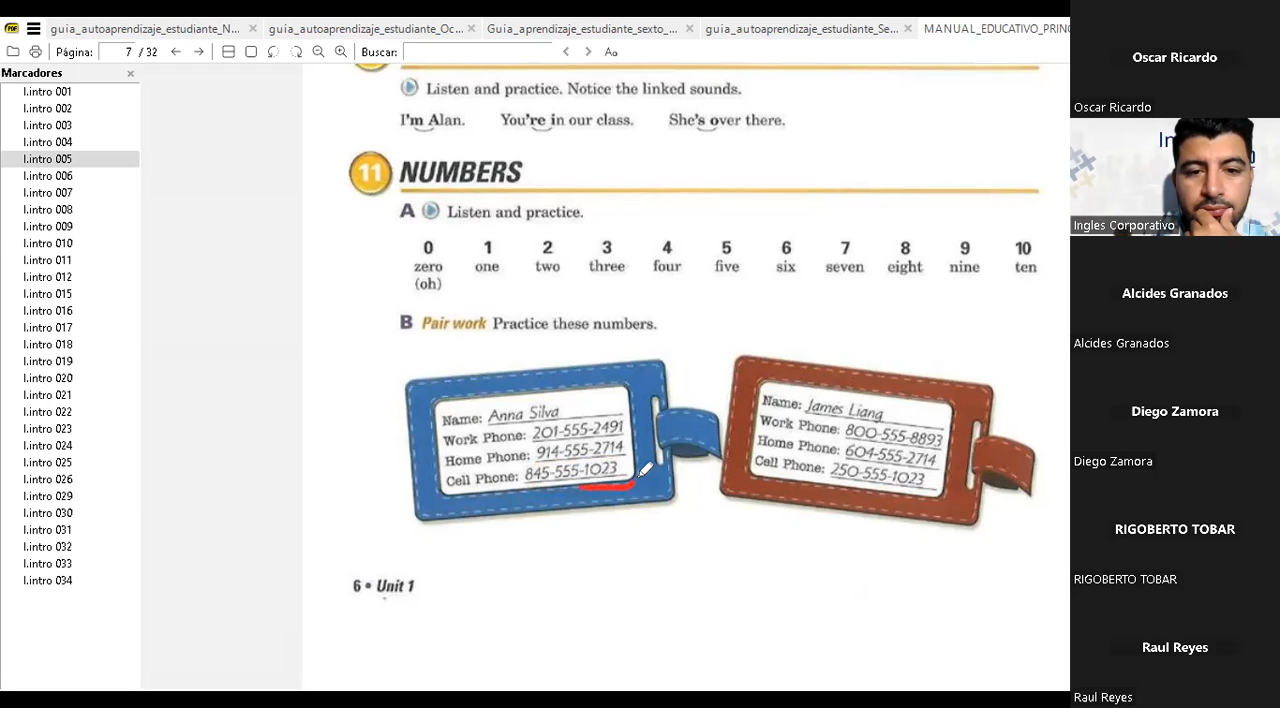 guia_autoaprendizaje_estudiante_N...
guia_autoaprendizaje_estudiante_Oc...
Guia_aprendizaje_estudiante_sexto_...
guia_autoaprendizaje_estudiante_Se...
MANUAL_EDUCATIVO_PRINC
Página: 7 / 32
Buscar:
Aa
Marcadores
I.intro 001
I.intro 002
I.intro 003
I.intro 004
I.intro 005
I.intro 006
I.intro 007
I.intro 008
I.intro 009
I.intro 010
I.intro 011
I.intro 012
I.intro 015
I.intro 016
I.intro 017
I.intro 018
I.intro 019
I.intro 020
I.intro 021
I.intro 022
I.intro 023
I.intro 024
I.intro 025
I.intro 026
I.intro 029
I.intro 030
I.intro 031
I.intro 032
I.intro 033
I.intro 034
Listen and practice. Notice the linked sounds.
I'm Alan. You're in our class. She's over there.
11 NUMBERS
A Listen and practice.
0 1 2 3 4 5 6 7 8 9 10
zero one two three four five six seven eight nine ten
(oh)
B Pair work Practice these numbers.
Name: Anna Silva
Work Phone: 201-555-2491
Home Phone: 914-555-2714
Cell Phone: 845-555-1023
Name: James Liang
Work Phone: 800-555-8893
Home Phone: 604-555-2714
Cell Phone: 250-555-1023
6 • Unit 1
Oscar Ricardo
Oscar Ricardo
Ingles Corporativo
Alcides Granados
Alcides Granados
Diego Zamora
Diego Zamora
RIGOBERTO TOBAR
RIGOBERTO TOBAR
Raul Reyes
Raul Reyes